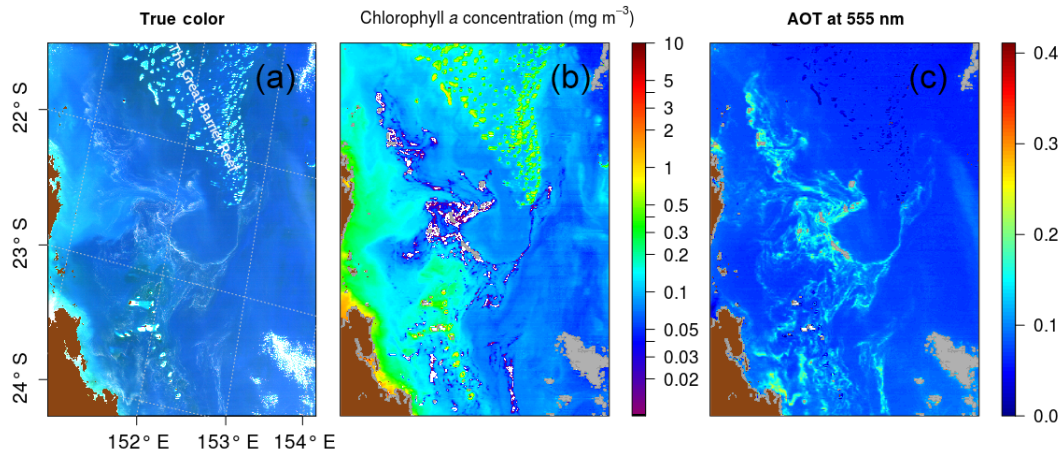 True color
Chlorophyll a concentration (mg m⁻³)
AOT at 555 nm
(a)
(b)
(c)
The Great Barrier Reef
22° S
23° S
24° S
152° E
153° E
154° E
10
5
3
2
1
0.5
0.3
0.2
0.1
0.05
0.03
0.02
0.4
0.3
0.2
0.1
0.0